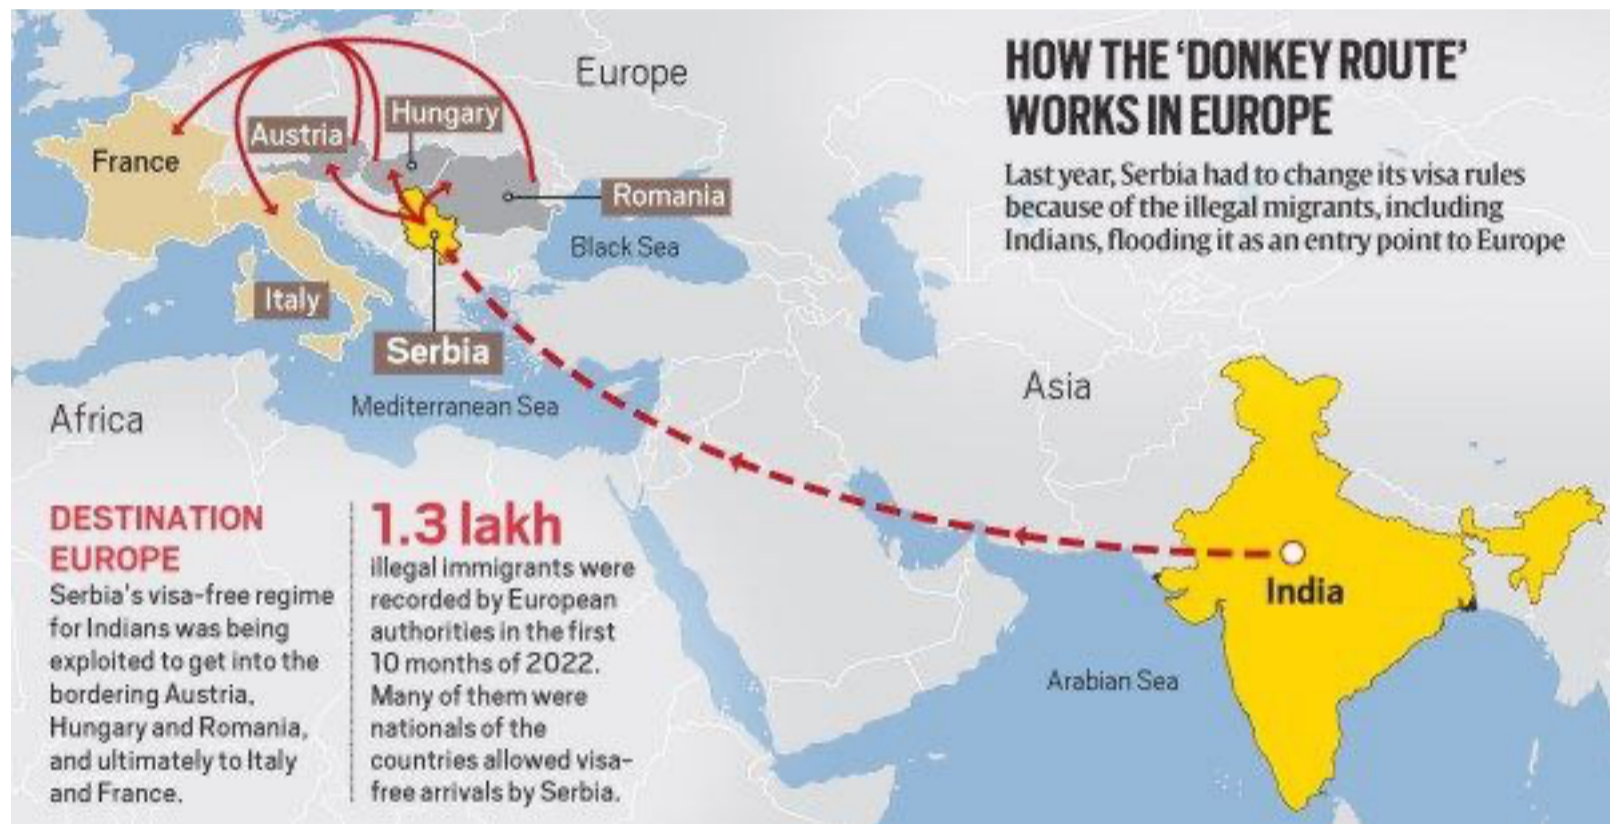 HOW THE ‘DONKEY ROUTE’
WORKS IN EUROPE
Last year, Serbia had to change its visa rules
because of the illegal migrants, including
Indians, flooding it as an entry point to Europe
Europe
Hungary
Austria
France
Romania
Black Sea
Italy
Serbia
Mediterranean Sea
Africa
Asia
India
Arabian Sea
DESTINATION
EUROPE
Serbia's visa-free regime
for Indians was being
exploited to get into the
bordering Austria,
Hungary and Romania,
and ultimately to Italy
and France.
1.3 lakh
illegal immigrants were
recorded by European
authorities in the first
10 months of 2022.
Many of them were
nationals of the
countries allowed visa-
free arrivals by Serbia.